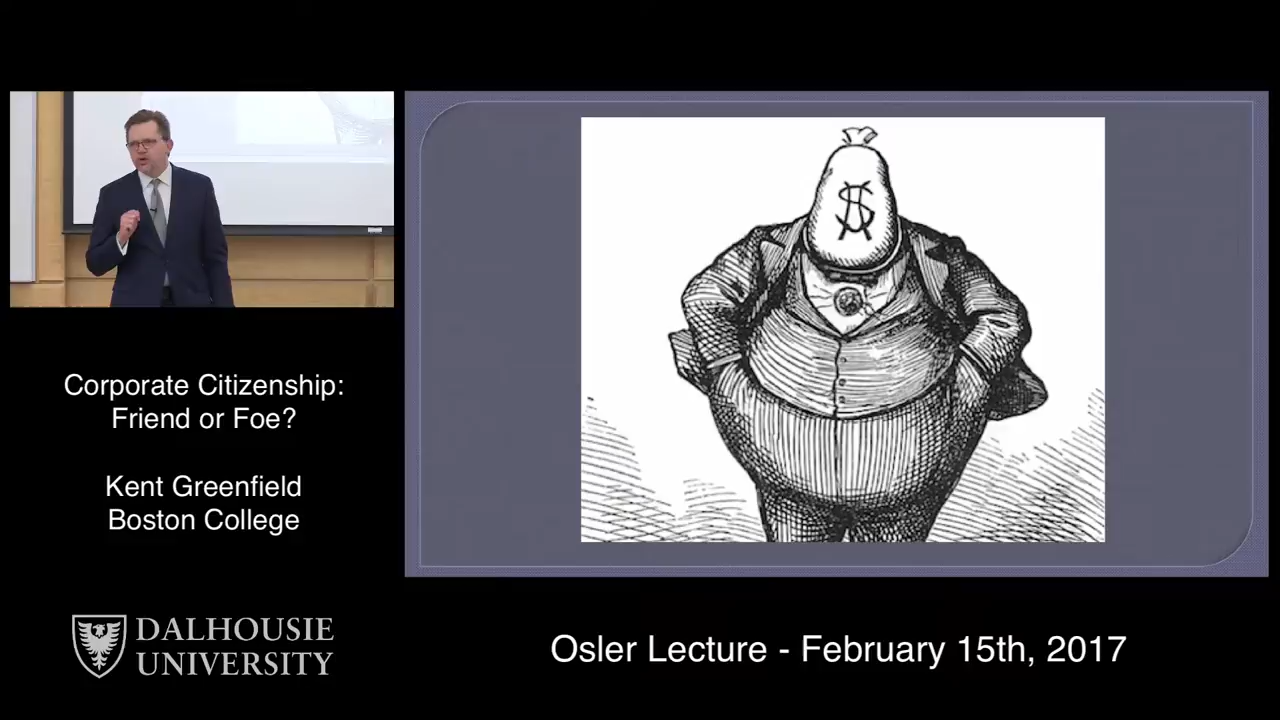 Corporate Citizenship:
Friend or Foe?
Kent Greenfield
Boston College
DALHOUSIE
UNIVERSITY
$
Osler Lecture - February 15th, 2017